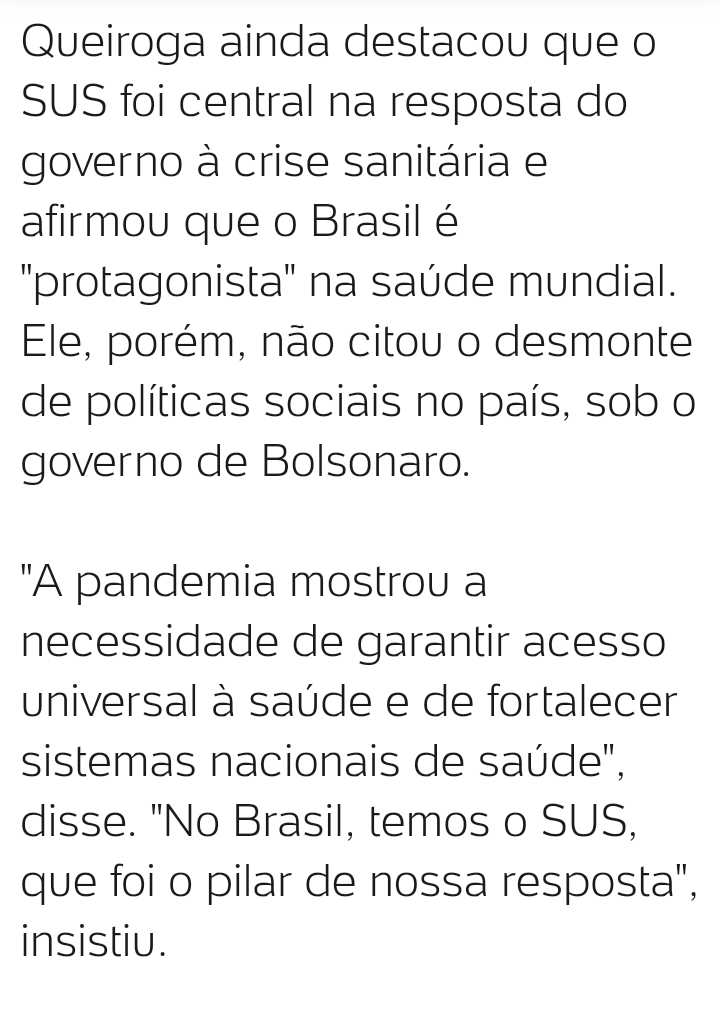 Queiroga ainda destacou que o
SUS foi central na resposta do
governo à crise sanitária e
afirmou que o Brasil é
"protagonista" na saúde mundial.
Ele, porém, não citou o desmonte
de políticas sociais no país, sob o
governo de Bolsonaro.
"A pandemia mostrou a
necessidade de garantir acesso
universal à saúde e de fortalecer
sistemas nacionais de saúde",
disse. "No Brasil, temos o SUS,
que foi o pilar de nossa resposta",
insistiu.